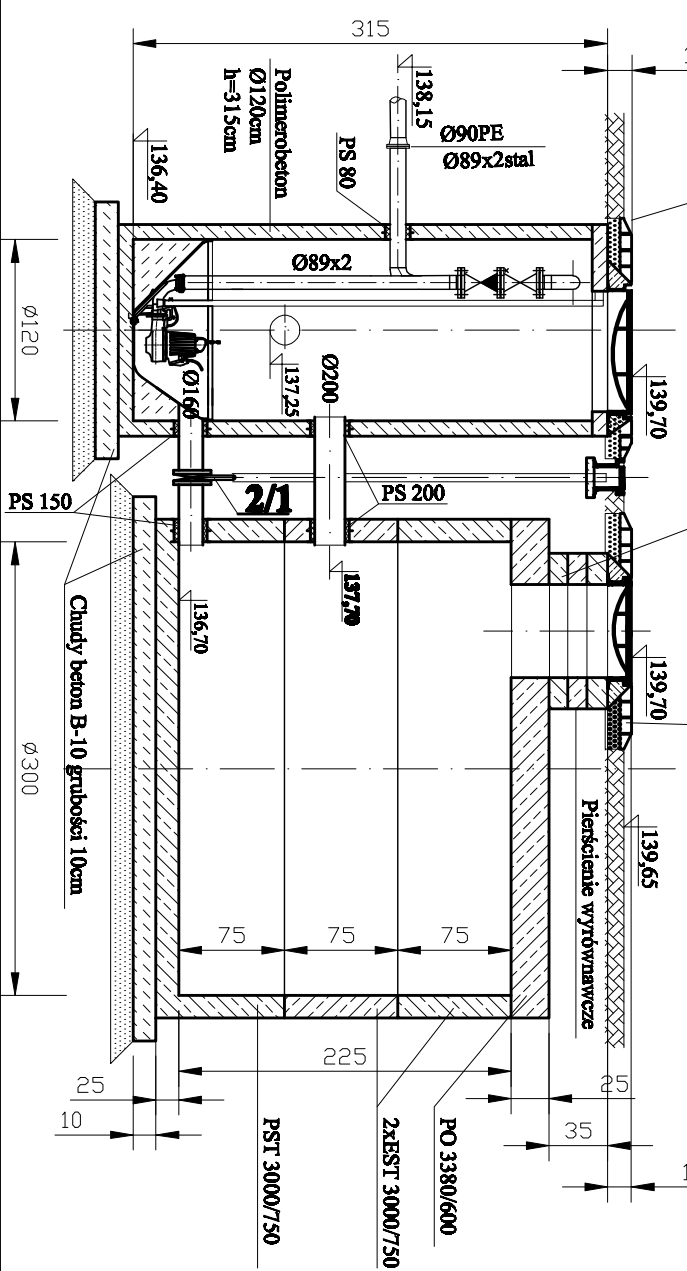 315
1
138,15
Ø90PE
Ø89x2stal
Polimerobeton
Ø120cm
h=315cm
PS 80
136,40
Ø89x2
Ø120
137,25
Ø200
Ø160
139,70
PS 150
2/1
PS 200
137,70
136,70
139,70
Chudy beton B-10 grubości 10cm
Ø300
139,65
Pierścienie wyrównawcze
75
75
75
225
25
25
10
35
1
PO 3380/600
2xEST 3000/750
PST 3000/750